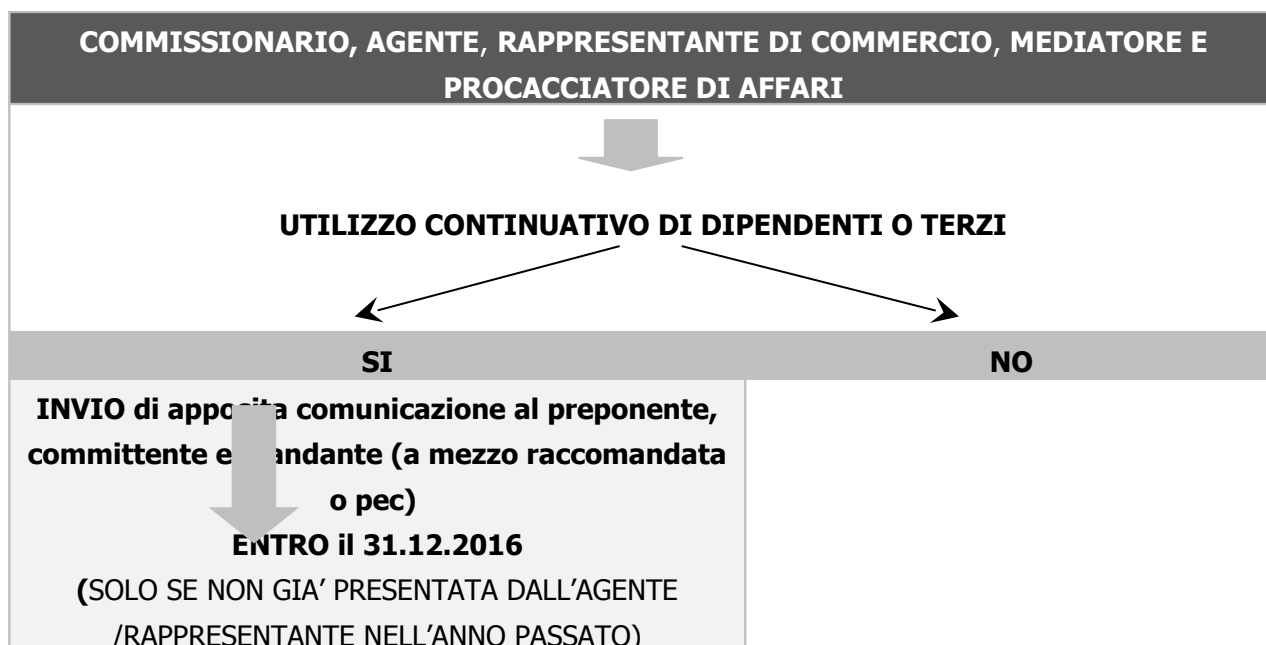 COMMISSIONARIO, AGENTE, RAPPRESENTANTE DI COMMERCIO, MEDIATORE E
PROCACCIATORE DI AFFARI
UTILIZZO CONTINUATIVO DI DIPENDENTI O TERZI
SI
NO
INVIO di apposita comunicazione al preponente,
committente e mandante (a mezzo raccomandata
o pec)
ENTRO il 31.12.2016
(SOLO SE NON GIA’ PRESENTATA DALL’AGENTE
/RAPPRESENTANTE NELL’ANNO PASSATO)